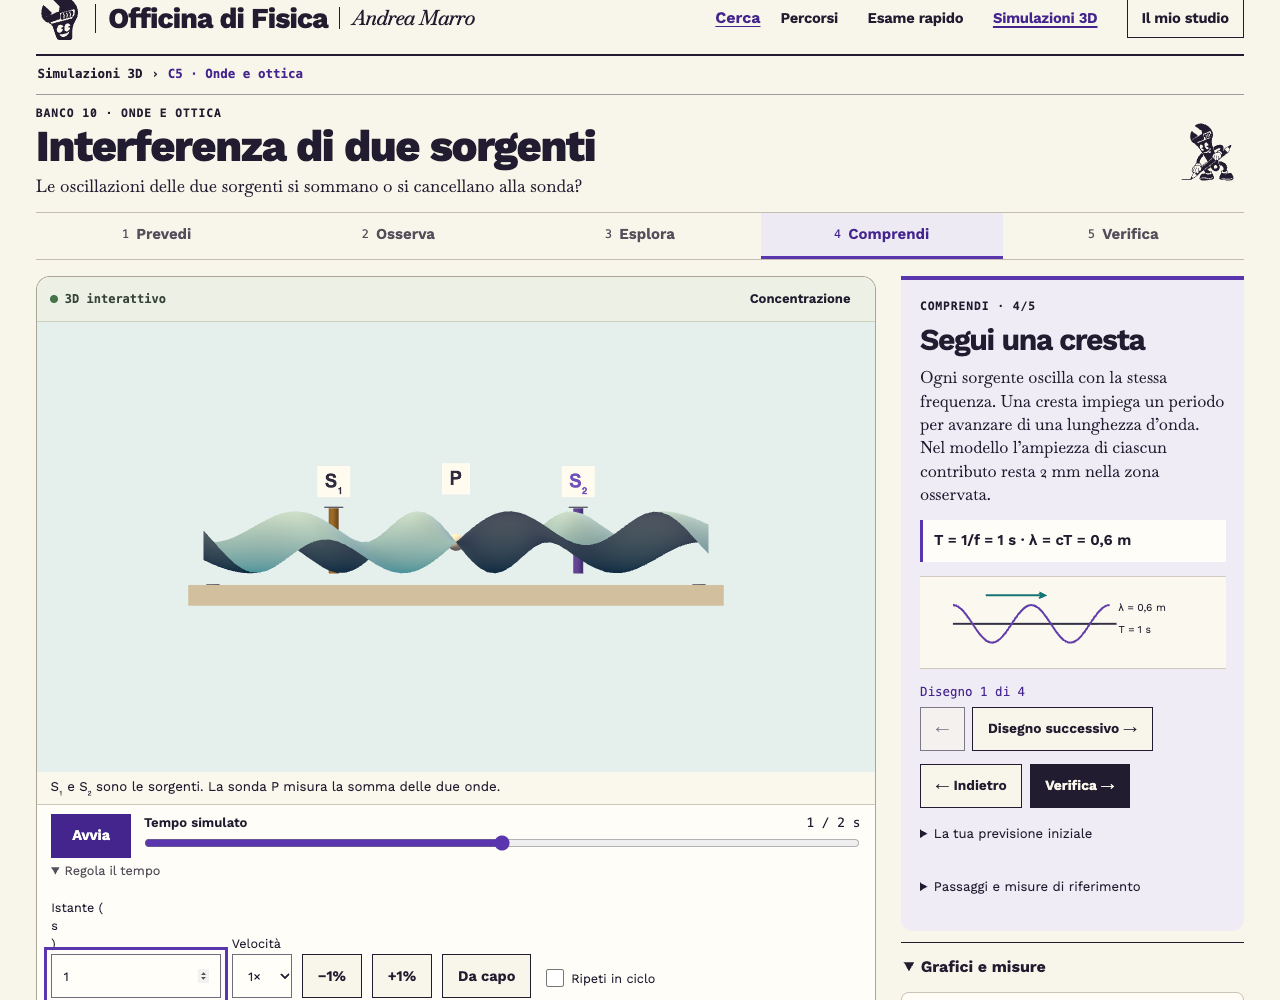 Officina di Fisica
Andrea Marro
Cerca
Percorsi
Esame rapido
Simulazioni 3D
Il mio studio
Simulazioni 3D › C5 · Onde e ottica
BANCO 10 · ONDE E OTTICA
Interferenza di due sorgenti
Le oscillazioni delle due sorgenti si sommano o si cancellano alla sonda?
1 Prevedi
2 Osserva
3 Esplora
4 Comprendi
5 Verifica
3D interattivo
Concentrazione
S₁
P
S₂
S₁ e S₂ sono le sorgenti. La sonda P misura la somma delle due onde.
Avvia
Tempo simulato
1 / 2 s
▼ Regola il tempo
Istante (
s
)
1
Velocità
1×
−1%
+1%
Da capo
Ripeti in ciclo
COMPRENDI · 4/5
Segui una cresta
Ogni sorgente oscilla con la stessa
frequenza. Una cresta impiega un periodo
per avanzare di una lunghezza d’onda.
Nel modello l’ampiezza di ciascun
contributo resta 2 mm nella zona
osservata.
T = 1/f = 1 s · λ = cT = 0,6 m
λ = 0,6 m
T = 1 s
Disegno 1 di 4
←
Disegno successivo →
← Indietro
Verifica →
▶ La tua previsione iniziale
▶ Passaggi e misure di riferimento
▼ Grafici e misure